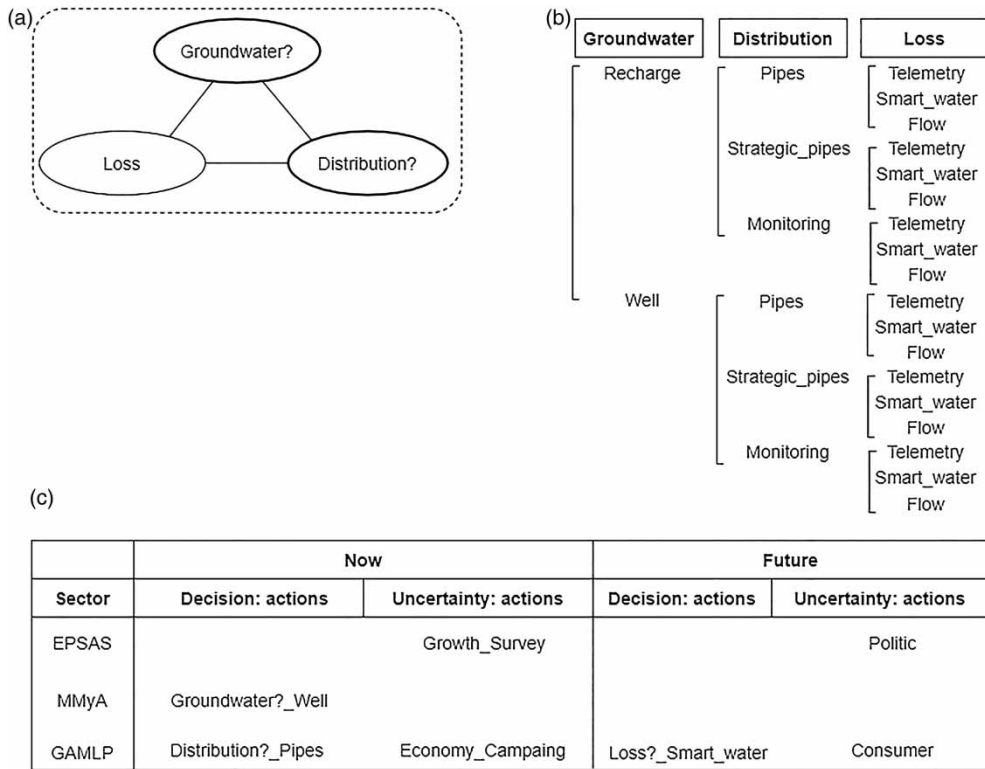 (a)
Groundwater?
Loss
Distribution?
(b)
Groundwater Distribution Loss
Recharge Pipes Telemetry
Smart_water
Flow
Strategic_pipes Telemetry
Smart_water
Flow
Monitoring Telemetry
Smart_water
Flow
Well Pipes Telemetry
Smart_water
Flow
Strategic_pipes Telemetry
Smart_water
Flow
Monitoring Telemetry
Smart_water
Flow
(c)
Now Future
Sector Decision: actions Uncertainty: actions Decision: actions Uncertainty: actions
EPSAS Growth_Survey Politic
MMyA Groundwater?_Well
GAMLP Distribution?_Pipes Economy_Campaing Loss?_Smart_water Consumer